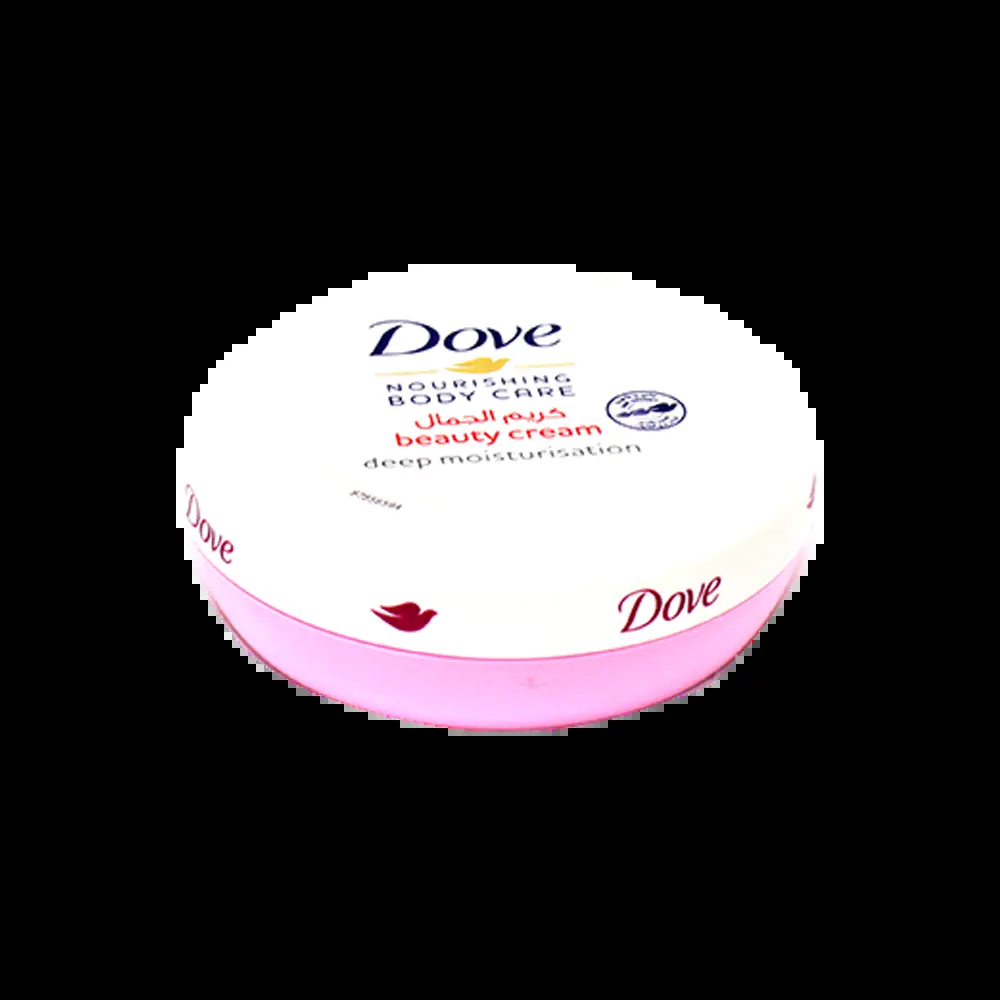 Dove
NOURISHING
BODY CARE
كريم الجمال
beauty cream
deep moisturisation
Dove
Dove